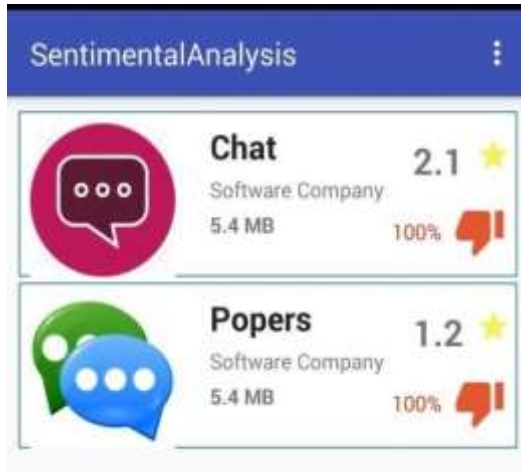 SentimentalAnalysis
Chat
2.1
Software Company
5.4 MB
100%
Popers
1.2
Software Company
5.4 MB
100%